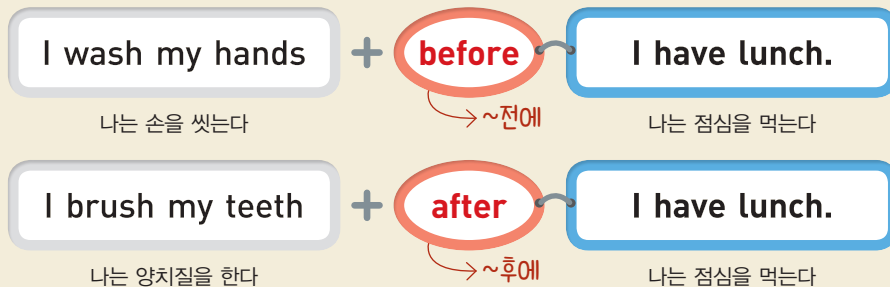 I wash my hands + before I have lunch.
나는 손을 씻는다 ~전에 나는 점심을 먹는다
I brush my teeth + after I have lunch.
나는 양치질을 한다 ~후에 나는 점심을 먹는다